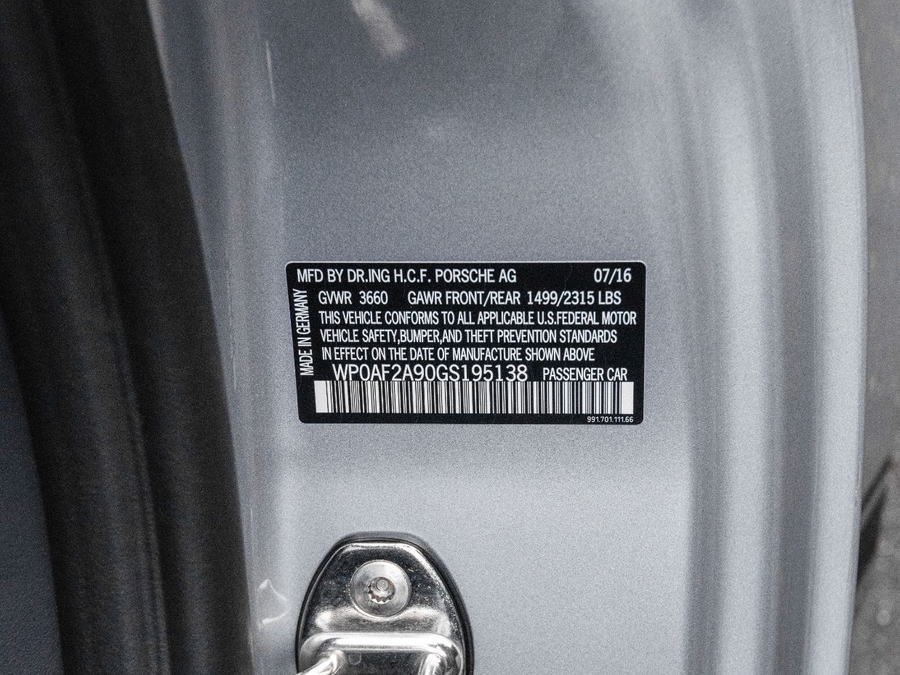 MFD BY DR.ING H.C.F. PORSCHE AG 07/16
MADE IN GERMANY
GVWR 3660 GAWR FRONT/REAR 1499/2315 LBS
THIS VEHICLE CONFORMS TO ALL APPLICABLE U.S.FEDERAL MOTOR
VEHICLE SAFETY,BUMPER,AND THEFT PREVENTION STANDARDS
IN EFFECT ON THE DATE OF MANUFACTURE SHOWN ABOVE
WP0AF2A90GS195138 PASSENGER CAR
991.701.111.66